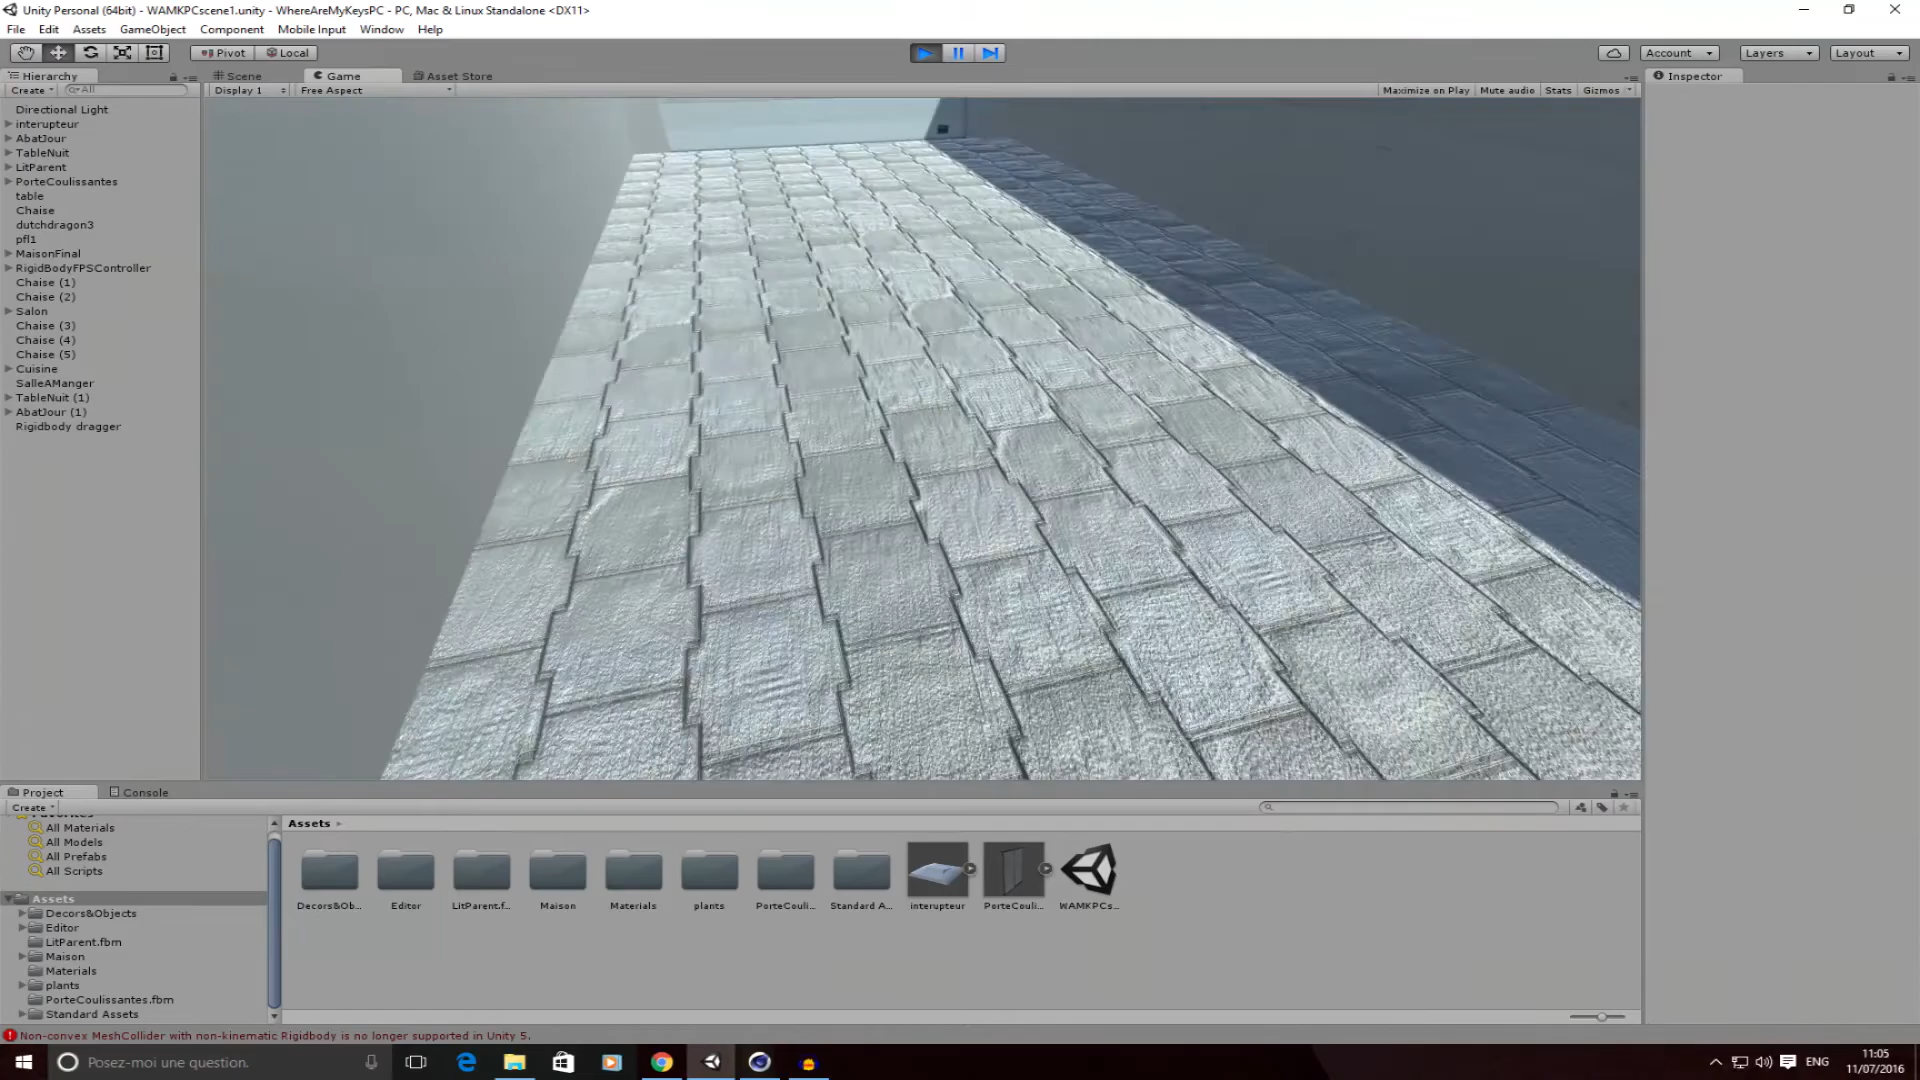 Unity Personal (64bit) - WAMKPCscene1.unity - WhereAreMyKeysPC - PC, Mac & Linux Standalone <DX11>
File Edit Assets GameObject Component Mobile Input Window Help
Pivot Local Account Layers Layout
Hierarchy Scene Game Asset Store Inspector
Create All Display 1 Free Aspect Maximize on Play Mute audio Stats Gizmos
Directional Light
interupteur
AbatJour
TableNuit
LitParent
PorteCoulissantes
table
Chaise
dutchdragon3
pfl1
MaisonFinal
RigidBodyFPSController
Chaise (1)
Chaise (2)
Salon
Chaise (3)
Chaise (4)
Chaise (5)
Cuisine
SalleAManger
TableNuit (1)
AbatJour (1)
Rigidbody dragger
Project Console
Create
Favorites
All Materials
All Models
All Prefabs
All Scripts
Assets
Decors&Objects
Editor
LitParent.fbm
Maison
Materials
plants
PorteCoulissantes.fbm
Standard Assets
Assets
Decors&Ob... Editor LitParent.f... Maison Materials plants PorteCouli... Standard A... interupteur PorteCouli... WAMKPCs...
Non-convex MeshCollider with non-kinematic Rigidbody is no longer supported in Unity 5.
Posez-moi une question. ENG 11:05
11/07/2016